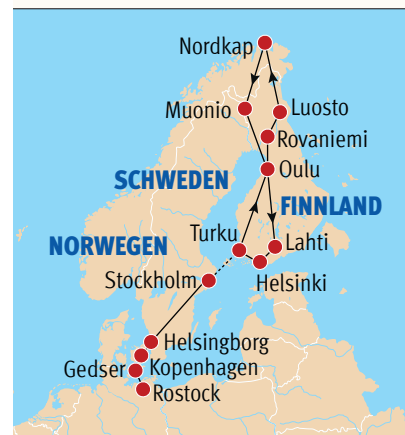 Nordkap
Muonio
Luosto
Rovaniemi
Oulu
SCHWEDEN
FINNLAND
NORWEGEN
Turku
Lahti
Stockholm
Helsinki
Helsingborg
Gedser
Kopenhagen
Rostock